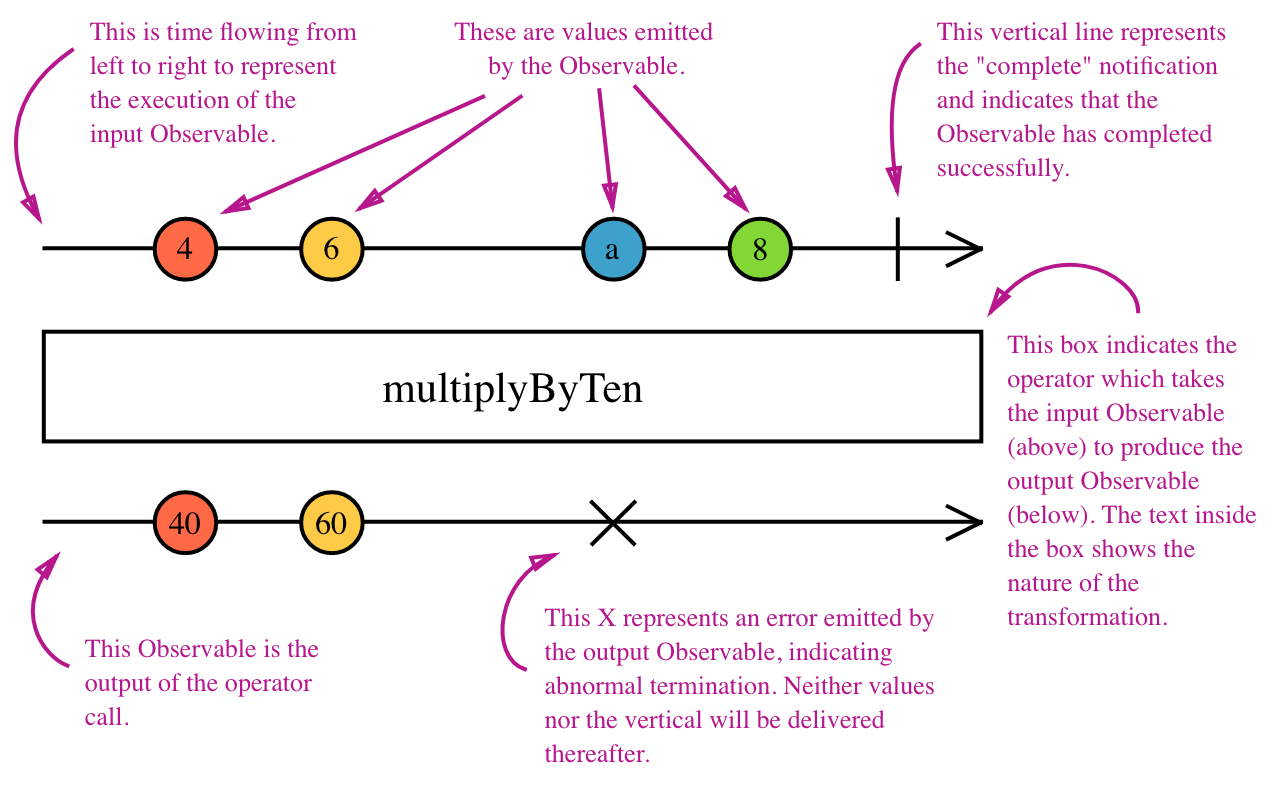 This is time flowing from
left to right to represent
the execution of the
input Observable.
These are values emitted
by the Observable.
This vertical line represents
the "complete" notification
and indicates that the
Observable has completed
successfully.
4
6
a
8
multiplyByTen
This box indicates the
operator which takes
the input Observable
(above) to produce the
output Observable
(below). The text inside
the box shows the
nature of the
transformation.
40
60
This Observable is the
output of the operator
call.
This X represents an error emitted by
the output Observable, indicating
abnormal termination. Neither values
nor the vertical will be delivered
thereafter.